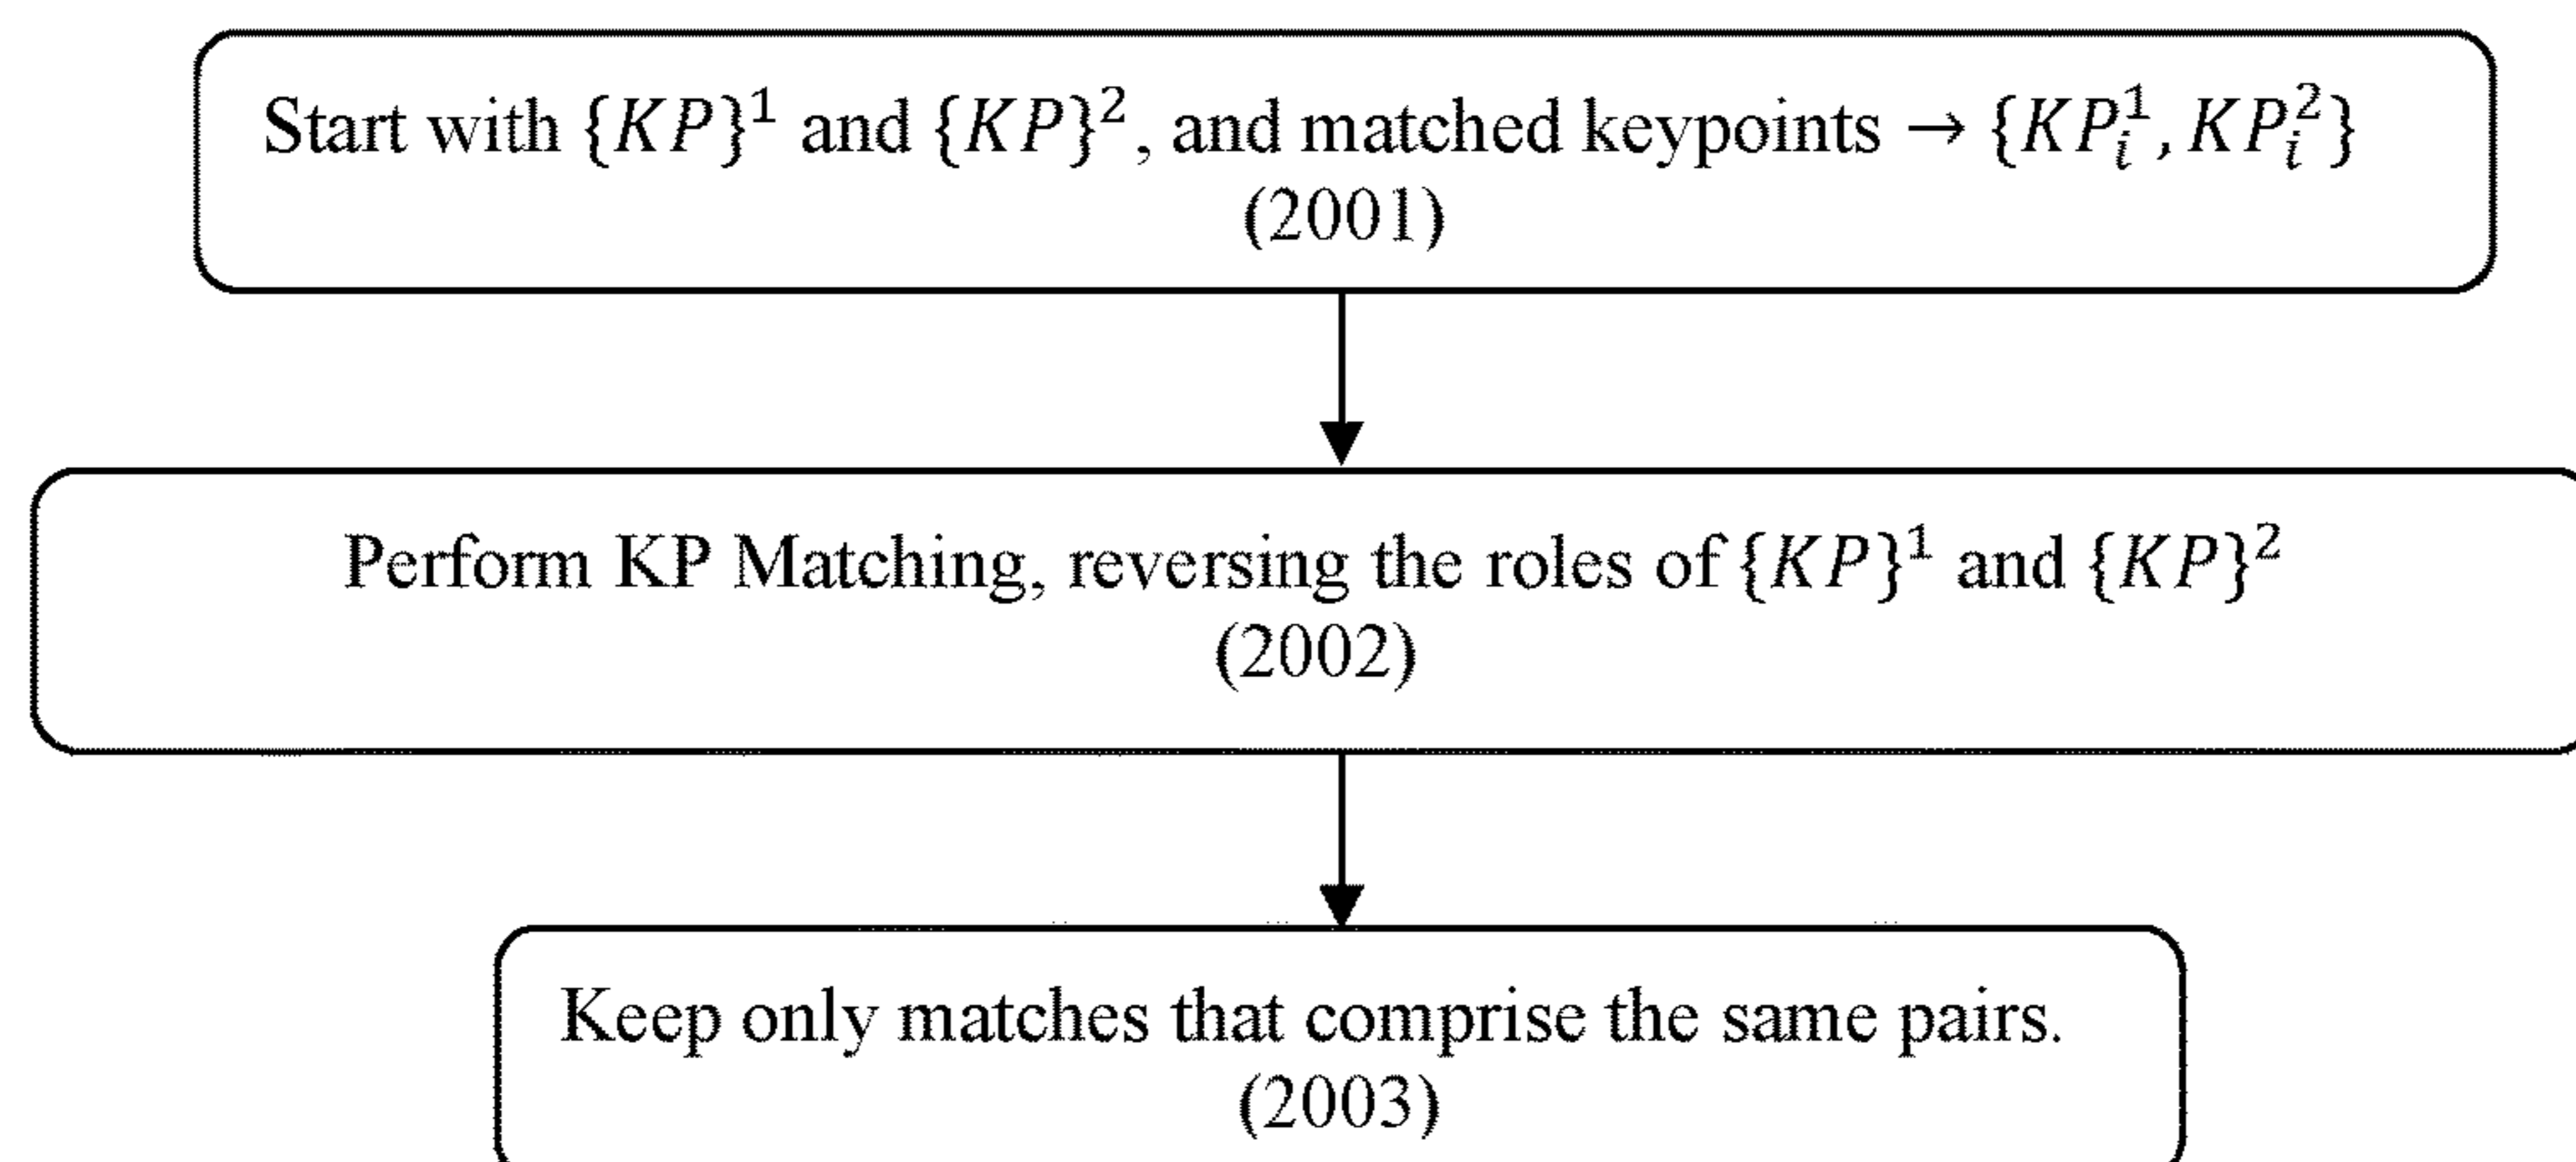 Start with {KP}¹ and {KP}², and matched keypoints → {KPᵢ¹, KPᵢ²}
(2001)
Perform KP Matching, reversing the roles of {KP}¹ and {KP}²
(2002)
Keep only matches that comprise the same pairs.
(2003)